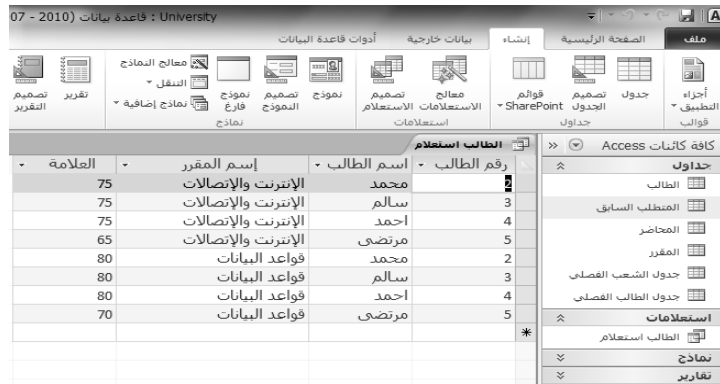 University : قاعدة بيانات (2010 - 07
ملف الصفحة الرئيسية إنشاء بيانات خارجية أدوات قاعدة البيانات
أجزاء التطبيق
جدول
تصميم الجدول
قوائم SharePoint
معالج الاستعلامات
تصميم الاستعلام
نموذج
تصميم النموذج
نموذج فارغ
معالج النماذج
التنقل
نماذج إضافية
تقرير
تصميم التقرير
قوالب جداول استعلامات نماذج
كافة كائنات Access
جداول
الطالب
المتطلب السابق
المحاضر
المقرر
جدول الشعب الفصلي
جدول الطالب الفصلي
استعلامات
الطالب استعلام
نماذج
تقارير
الطالب استعلام
رقم الطالب اسم الطالب إسم المقرر العلامة
2 محمد الإنترنت والإتصالات 75
3 سالم الإنترنت والإتصالات 75
4 احمد الإنترنت والإتصالات 75
5 مرتضى الإنترنت والإتصالات 65
2 محمد قواعد البيانات 80
3 سالم قواعد البيانات 80
4 احمد قواعد البيانات 80
5 مرتضى قواعد البيانات 70